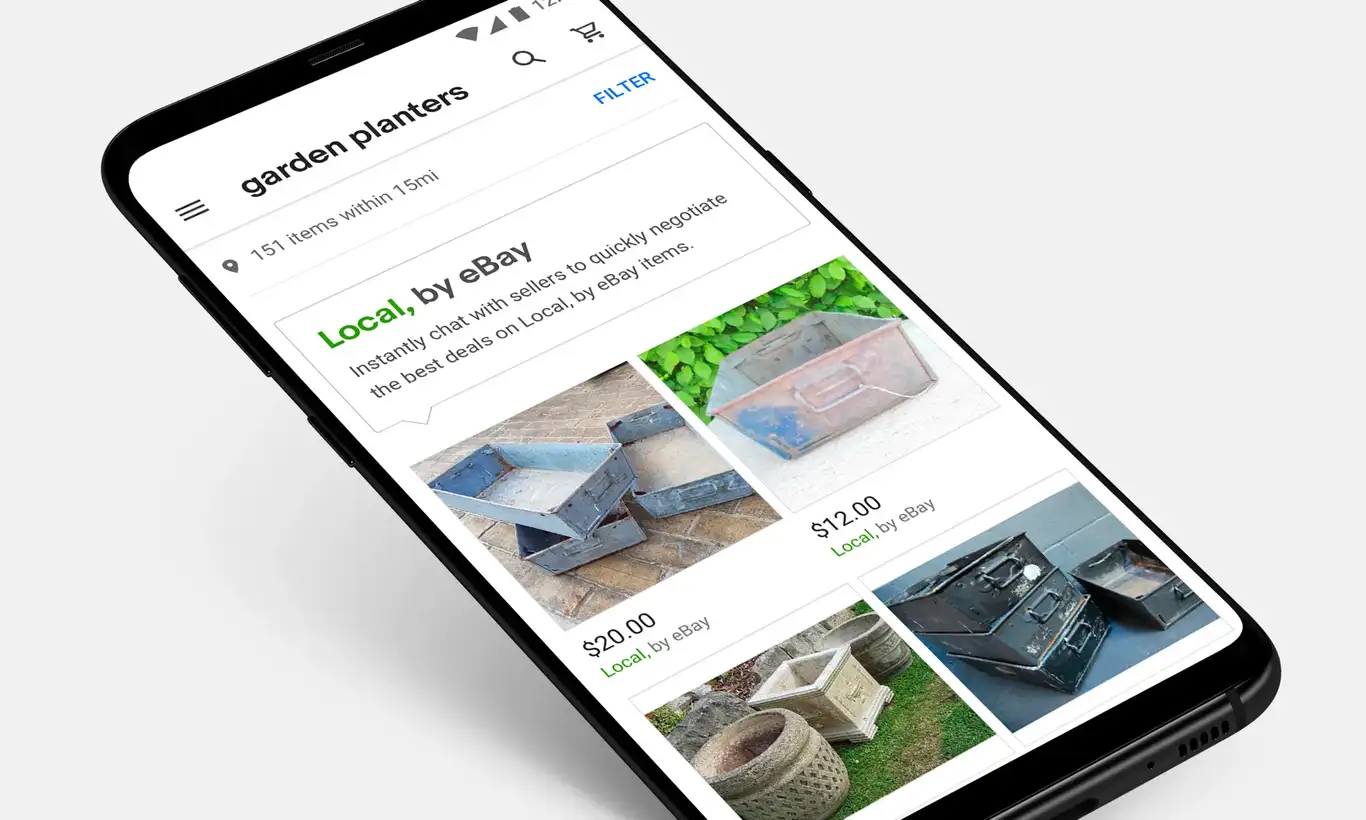 garden planters
FILTER
151 items within 15mi
Local, by eBay
Instantly chat with sellers to quickly negotiate
the best deals on Local, by eBay items.
$20.00
Local, by eBay
$12.00
Local, by eBay